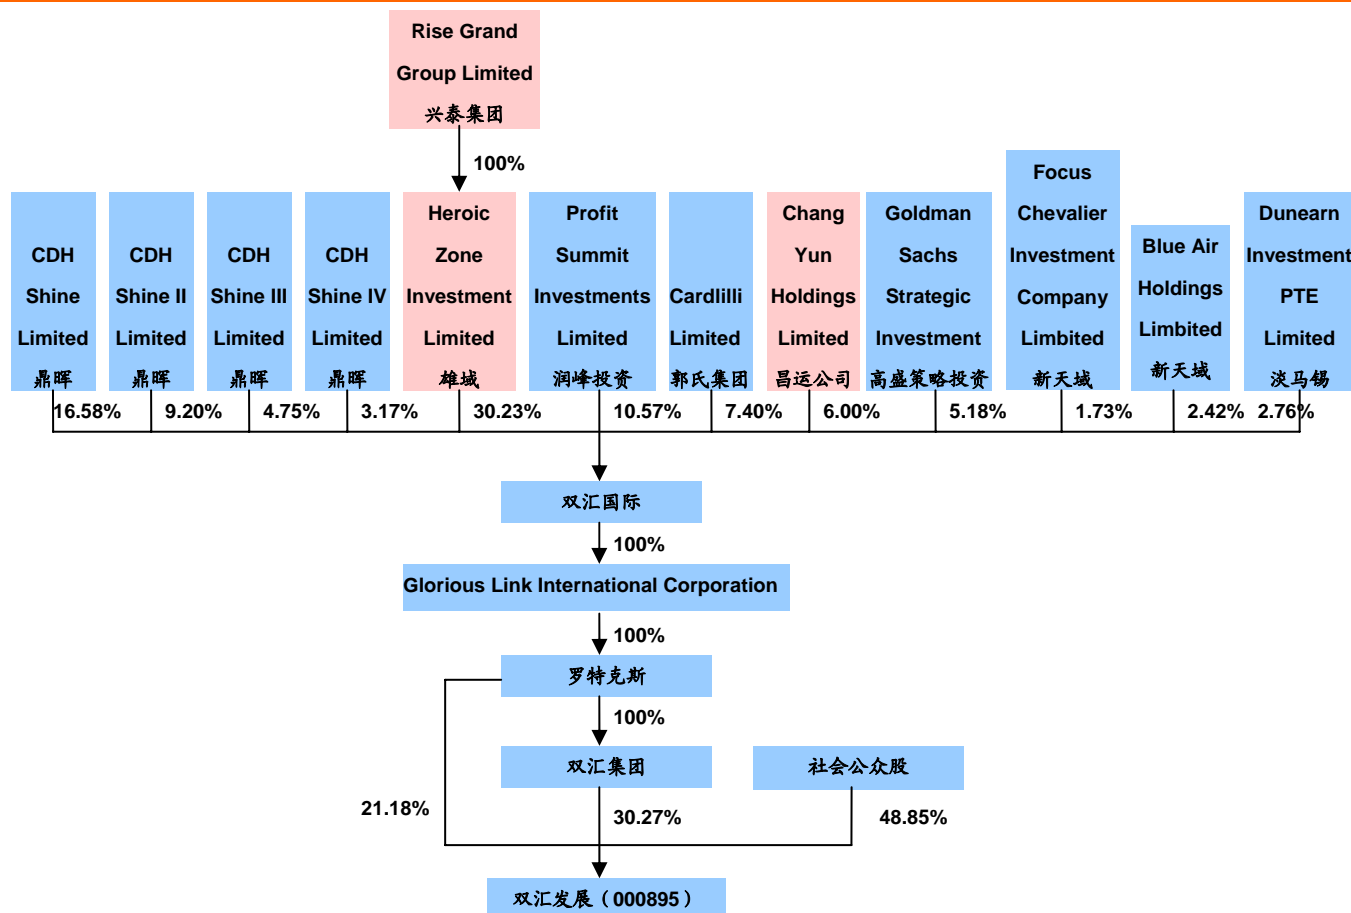 Rise Grand
Group Limited
兴泰集团
100%
CDH
Shine
Limited
鼎晖
CDH
Shine II
Limited
鼎晖
CDH
Shine III
Limited
鼎晖
CDH
Shine IV
Limited
鼎晖
Heroic
Zone
Investment
Limited
雄域
Profit
Summit
Investments
Limited
润峰投资
Cardlilli
Limited
郭氏集团
Chang
Yun
Holdings
Limited
昌运公司
Goldman
Sachs
Strategic
Investment
高盛策略投资
Focus
Chevalier
Investment
Company
Limbited
新天域
Blue Air
Holdings
Limbited
新天域
Dunearn
Investment
PTE
Limited
淡马锡
16.58%
9.20%
4.75%
3.17%
30.23%
10.57%
7.40%
6.00%
5.18%
1.73%
2.42%
2.76%
双汇国际
100%
Glorious Link International Corporation
100%
罗特克斯
100%
双汇集团
社会公众股
21.18%
30.27%
48.85%
双汇发展（000895）